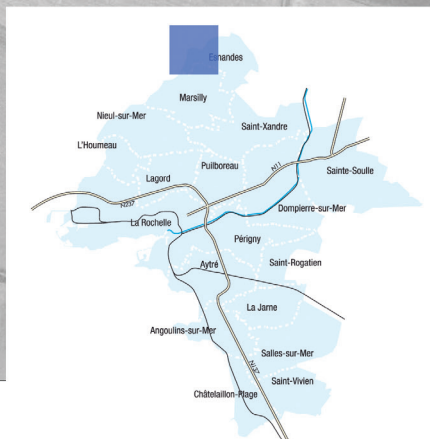 Esnandes
Marsilly
Nieul-sur-Mer
Saint-Xandre
L'Houmeau
Puilboreau
N11
Sainte-Soulle
Lagord
N237
Dompierre-sur-Mer
La Rochelle
Périgny
Aytré
Saint-Rogatien
La Jarne
Angoulins-sur-Mer
Salles-sur-Mer
N137
Saint-Vivien
Châtelaillon-Plage